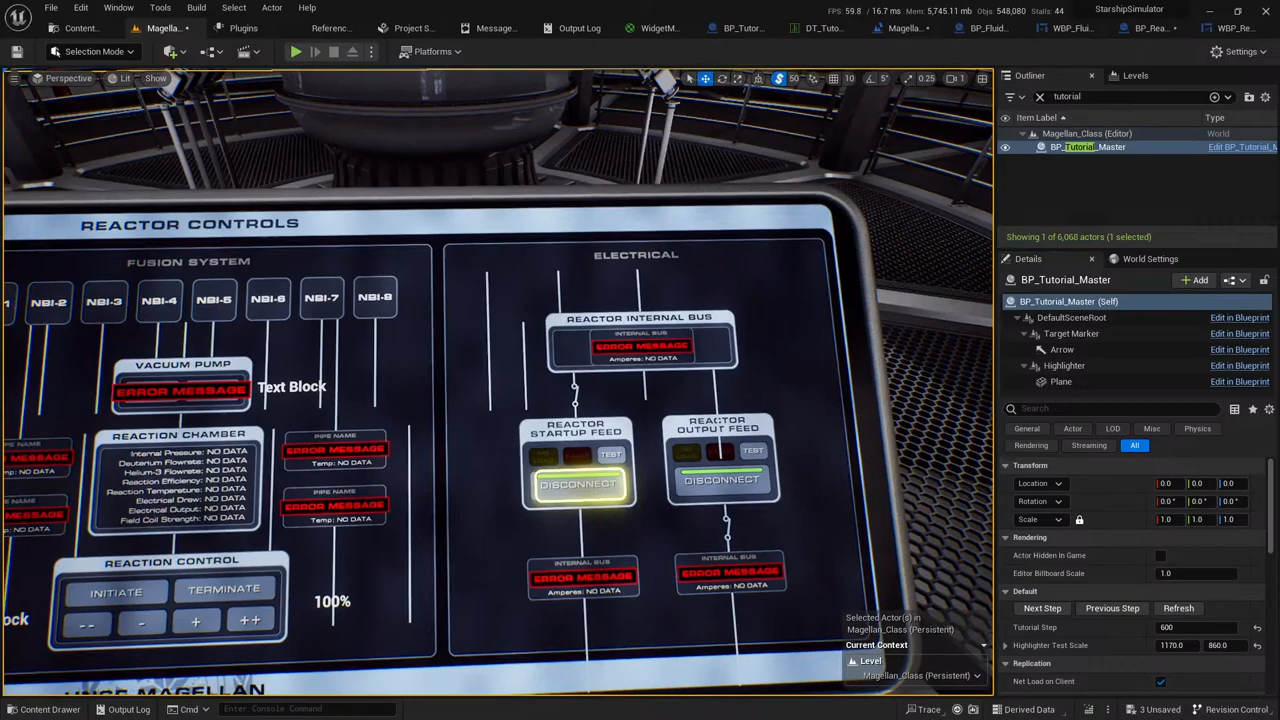 File Edit Window Tools Build Select Actor Help
FPS: 59.8 / 16.7 ms Mem: 5,745.11 mb Objs: 548,080 Stalls: 44
StarshipSimulator
Content...
Magella... •
Plugins
Referenc...
Project S...
Message...
Output Log
WidgetM...
BP_Tutor...
DT_Tuto...
Magella... •
BP_Fluid...
WBP_Flui...
BP_Rea... •
WBP_Re...
Selection Mode
Platforms
Settings
Perspective Lit Show
50 10 5° 0.25 1
Outliner
Levels
tutorial
Item Label Type
Magellan_Class (Editor) World
BP_Tutorial_Master Edit BP_Tutorial_M
Showing 1 of 6,068 actors (1 selected)
Details
World Settings
BP_Tutorial_Master
Add
BP_Tutorial_Master (Self)
DefaultSceneRoot Edit in Blueprint
Target Marker Edit in Blueprint
Arrow Edit in Blueprint
Highlighter Edit in Blueprint
Plane Edit in Blueprint
Search
General Actor LOD Misc Physics
Rendering Streaming All
Transform
Location 0.0 0.0 0.0
Rotation 0.0 ° 0.0 ° 0.0 °
Scale 1.0 1.0 1.0
Rendering
Actor Hidden In Game
Editor Billboard Scale 1.0
Default
Next Step Previous Step Refresh
Tutorial Step 600
Highlighter Test Scale 1170.0 860.0
Replication
Net Load on Client
REACTOR CONTROLS
FUSION SYSTEM
NBI-2 NBI-3 NBI-4 NBI-5 NBI-6 NBI-7 NBI-8
VACUUM PUMP
ERROR MESSAGE
Text Block
REACTION CHAMBER
Internal Pressure: NO DATA
Deuterium Flowrate: NO DATA
Helium-3 Flowrate: NO DATA
Reaction Efficiency: NO DATA
Reaction Temperature: NO DATA
Electrical Draw: NO DATA
Electrical Output: NO DATA
Field Coil Strength: NO DATA
PIPE NAME
ERROR MESSAGE
Temp: NO DATA
PIPE NAME
ERROR MESSAGE
Temp: NO DATA
REACTION CONTROL
INITIATE TERMINATE
-- - + ++
100%
ELECTRICAL
REACTOR INTERNAL BUS
INTERNAL BUS
ERROR MESSAGE
Amperes: NO DATA
REACTOR
STARTUP FEED
TEST
DISCONNECT
REACTOR
OUTPUT FEED
TEST
DISCONNECT
INTERNAL BUS
ERROR MESSAGE
Amperes: NO DATA
INTERNAL BUS
ERROR MESSAGE
Amperes: NO DATA
Selected Actor(s) in
Magellan_Class (Persistent)
Current Context
Level
Magellan_Class (Persistent)
Content Drawer Output Log Cmd Enter Console Command
Trace Derived Data 3 Unsaved Revision Control